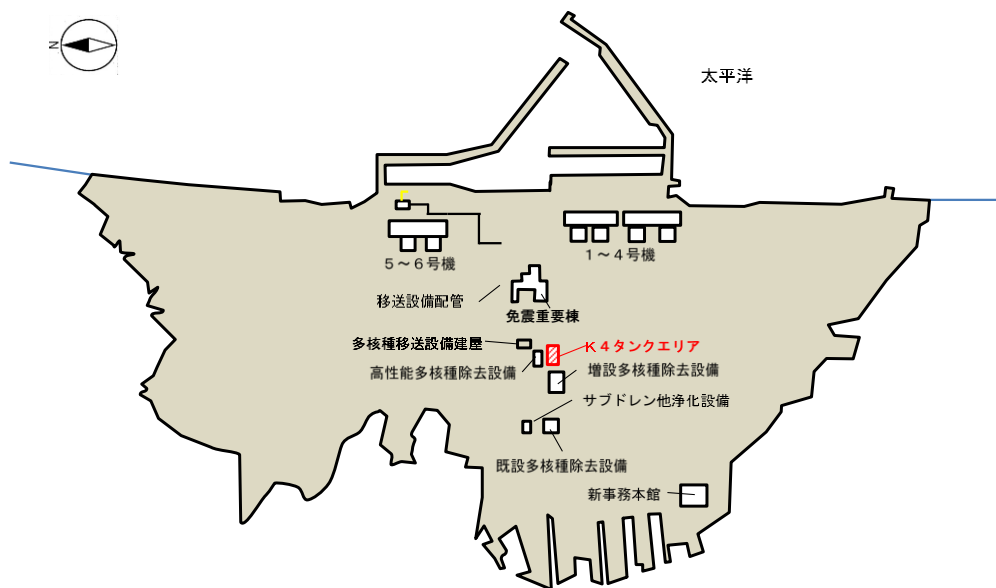 N
太平洋
5~6号機
1~4号機
移送設備配管
免震重要棟
多核種移送設備建屋
K4タンクエリア
高性能多核種除去設備
増設多核種除去設備
サブドレン他浄化設備
既設多核種除去設備
新事務本館